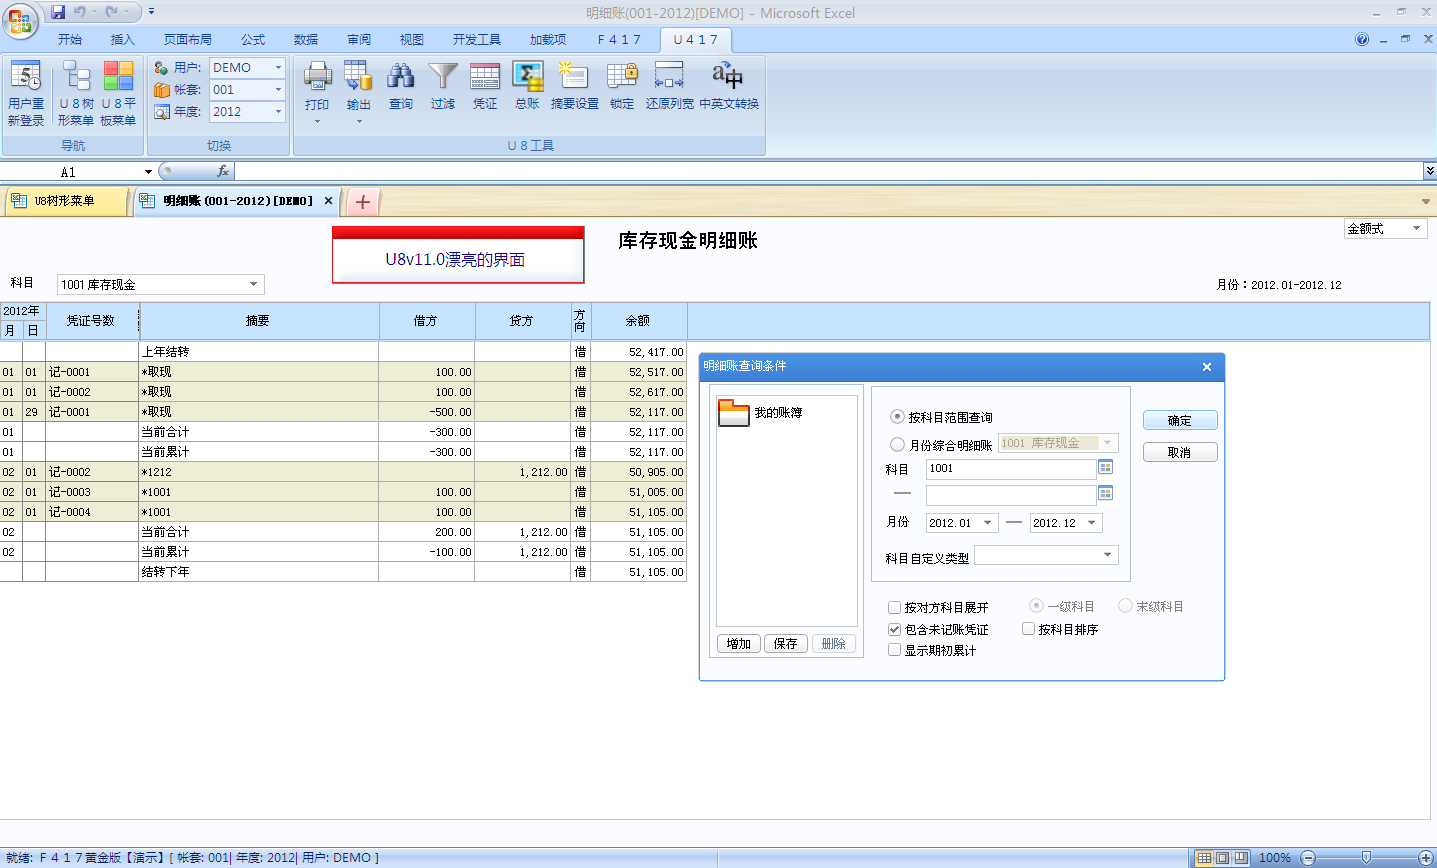 明细账(001-2012)[DEMO] - Microsoft Excel
开始 插入 页面布局 公式 数据 审阅 视图 开发工具 加载项 F417 U417
用户重新登录 U8树形菜单 U8平板菜单
用户: DEMO
帐套: 001
年度: 2012
打印 输出 查询 过滤 凭证 总账 摘要设置 锁定 还原列宽 中英文转换
导航 切换 U8工具
A1 fx
U8树形菜单 明细账(001-2012)[DEMO] × +
U8v11.0漂亮的界面
库存现金明细账
金额式
科目 1001 库存现金
月份:2012.01-2012.12
2012年 凭证号数 摘要 借方 贷方 方向 余额
月 日
上年结转 借 52,417.00
01 01 记-0001 *取现 100.00 借 52,517.00
01 01 记-0002 *取现 100.00 借 52,617.00
01 29 记-0001 *取现 -500.00 借 52,117.00
01 当前合计 -300.00 借 52,117.00
01 当前累计 -300.00 借 52,117.00
02 01 记-0002 *1212 1,212.00 借 50,905.00
02 01 记-0003 *1001 100.00 借 51,005.00
02 01 记-0004 *1001 100.00 借 51,105.00
02 当前合计 200.00 1,212.00 借 51,105.00
02 当前累计 -100.00 1,212.00 借 51,105.00
结转下年 借 51,105.00
明细账查询条件 ×
我的账簿
增加 保存 删除
按科目范围查询
月份综合明细账 1001 库存现金
科目 1001
—
月份 2012.01 — 2012.12
科目自定义类型
确定
取消
按对方科目展开 一级科目 末级科目
包含未记账凭证 按科目排序
显示期初累计
就绪: F417黄金版【演示】[ 帐套: 001| 年度: 2012| 用户: DEMO ]
100%